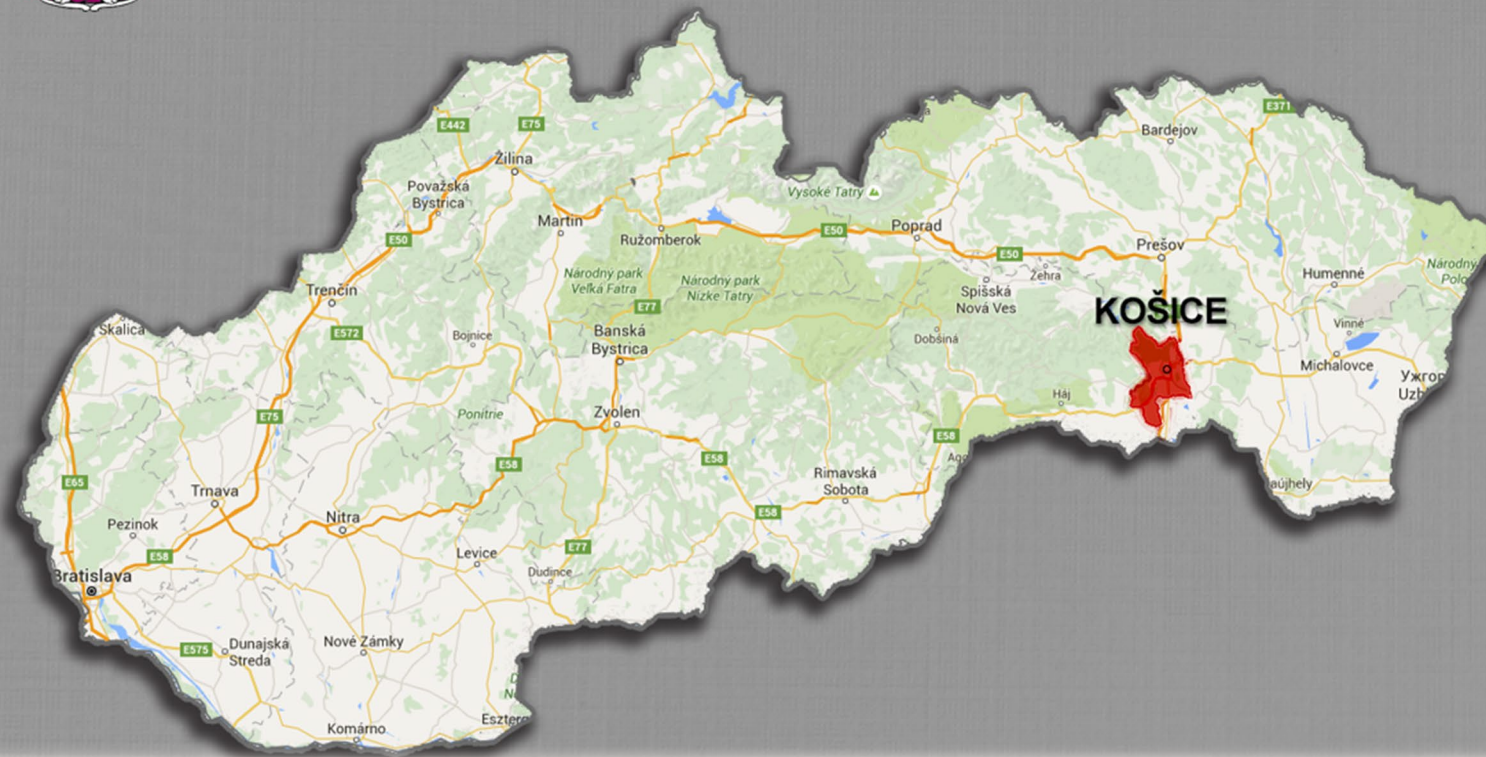 E371
E442
E75
Bardejov
Žilina
Považská
Bystrica
Vysoké Tatry
Martin
Ružomberok
E50
E50
Poprad
E50
Prešov
Žehra
Humenné
Národný
Národný park
Veľká Fatra
Národný park
Nízke Tatry
Spišská
Nová Ves
Trenčín
E77
KOŠICE
Skalica
E572
Bojnice
Banská
Bystrica
Dobšiná
Vinné
Michalovce
Háj
Ponitrie
Zvolen
E75
E58
E58
E58
Rimavská
Sobota
E65
Trnava
Pezinok
Nitra
E58
E58
E77
Levice
Dudince
Bratislava
E575
Dunajská
Streda
Nové Zámky
Komárno